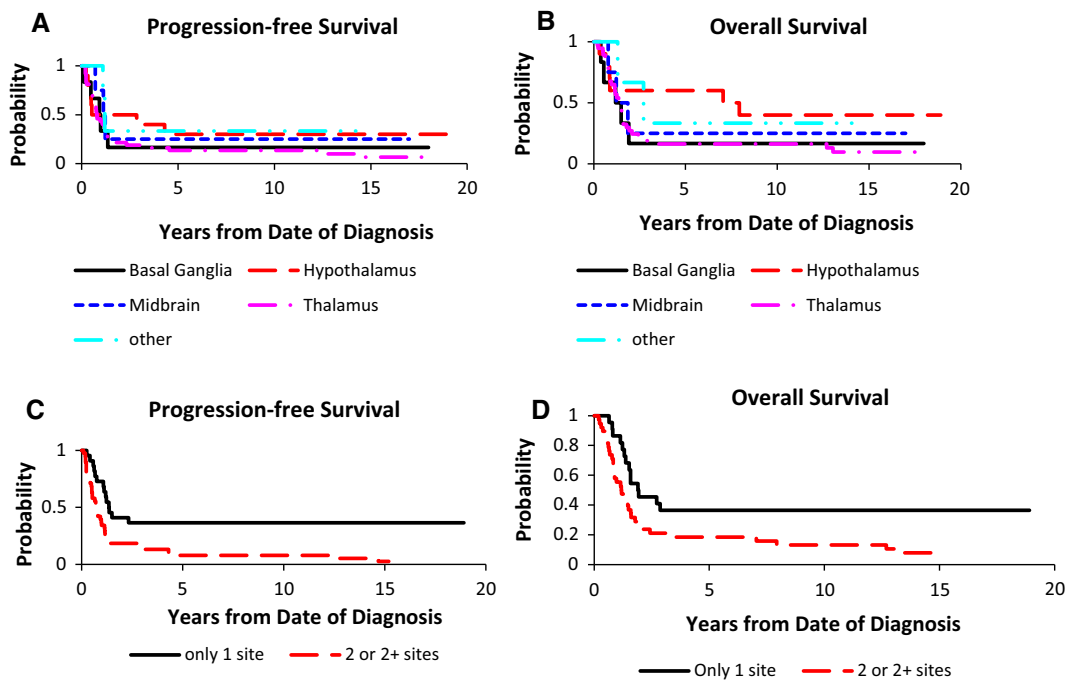 A
Progression-free Survival
Probability
1
0.5
0
0 5 10 15 20
Years from Date of Diagnosis
Basal Ganglia Hypothalamus
Midbrain Thalamus
other
B
Overall Survival
Probability
1
0.5
0
0 5 10 15 20
Years from Date of Diagnosis
Basal Ganglia Hypothalamus
Midbrain Thalamus
other
C
Progression-free Survival
Probability
1
0.5
0
0 5 10 15 20
Years from Date of Diagnosis
only 1 site 2 or 2+ sites
D
Overall Survival
Probability
1
0.8
0.6
0.4
0.2
0
0 5 10 15 20
Years from Date of Diagnosis
Only 1 site 2 or 2+ sites